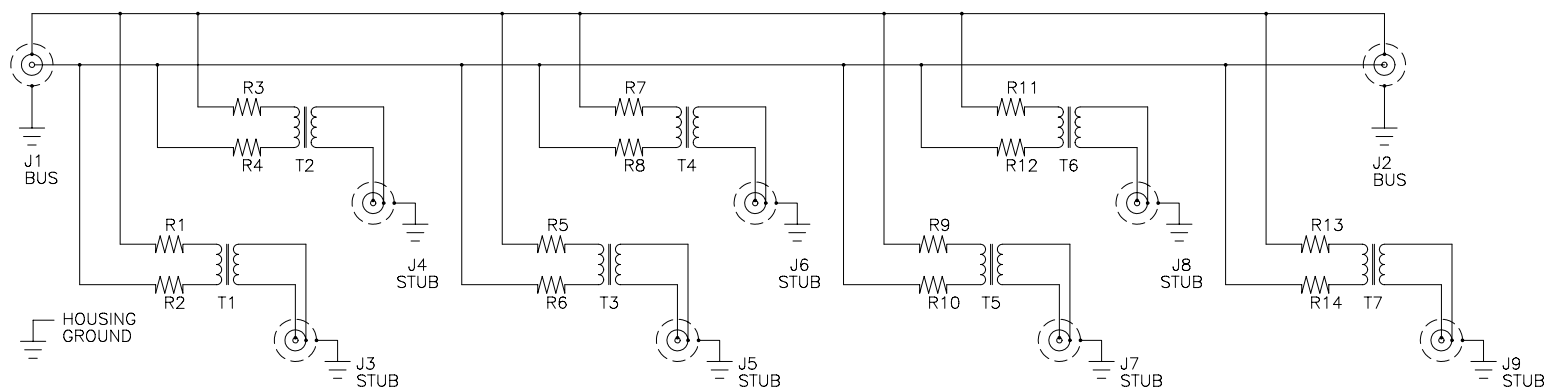 R3
R7
R11
R4
T2
R8
T4
R12
T6
J1
BUS
J2
BUS
R1
R5
R9
R13
J4
STUB
J6
STUB
J8
STUB
R2
T1
R6
T3
R10
T5
R14
T7
HOUSING
GROUND
J3
STUB
J5
STUB
J7
STUB
J9
STUB